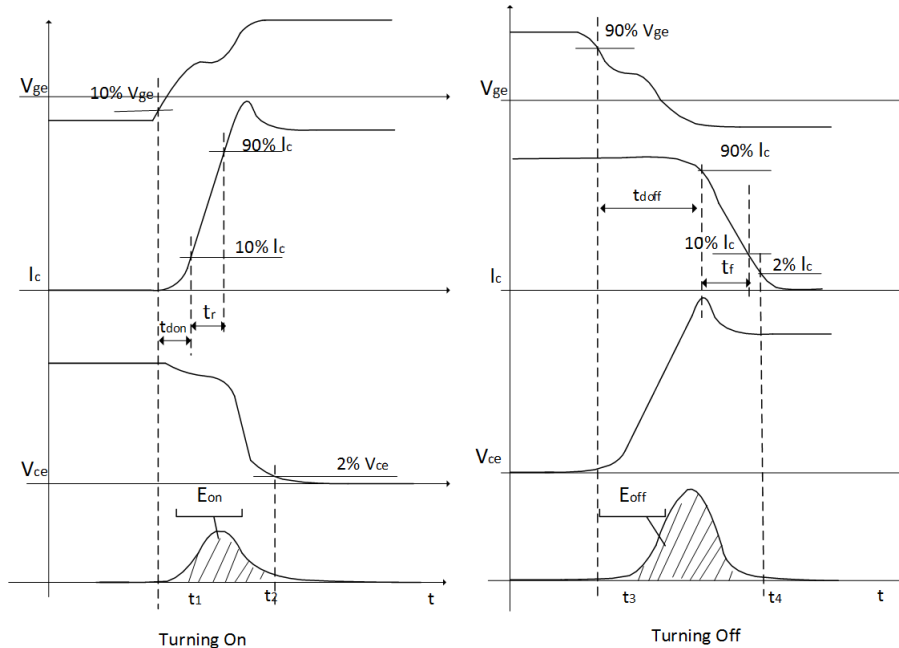 Vge
10% Vge
90% Ic
10% Ic
Ic
tdon
tr
Vce
2% Vce
Eon
t1
t2
t
Turning On
90% Vge
Vge
90% Ic
tdoff
10% Ic
tf
2% Ic
Ic
Vce
Eoff
t3
t4
t
Turning Off